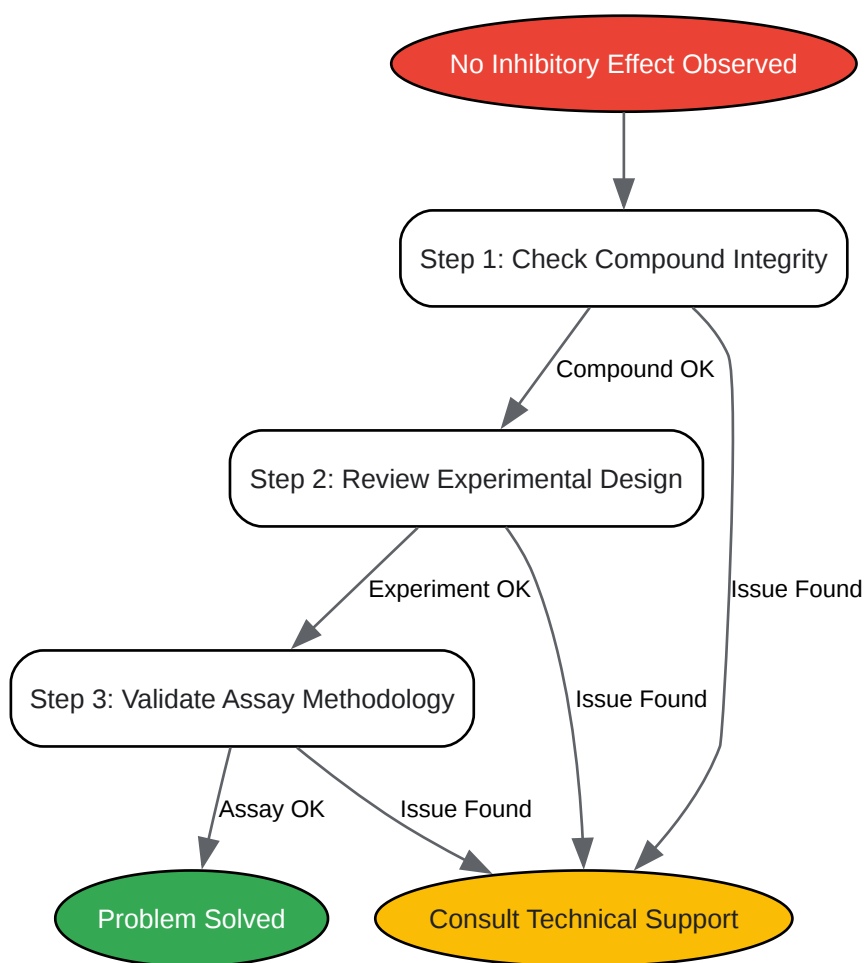 No Inhibitory Effect Observed
Step 1: Check Compound Integrity
Compound OK
Step 2: Review Experimental Design
Experiment OK
Issue Found
Step 3: Validate Assay Methodology
Issue Found
Assay OK
Issue Found
Problem Solved
Consult Technical Support